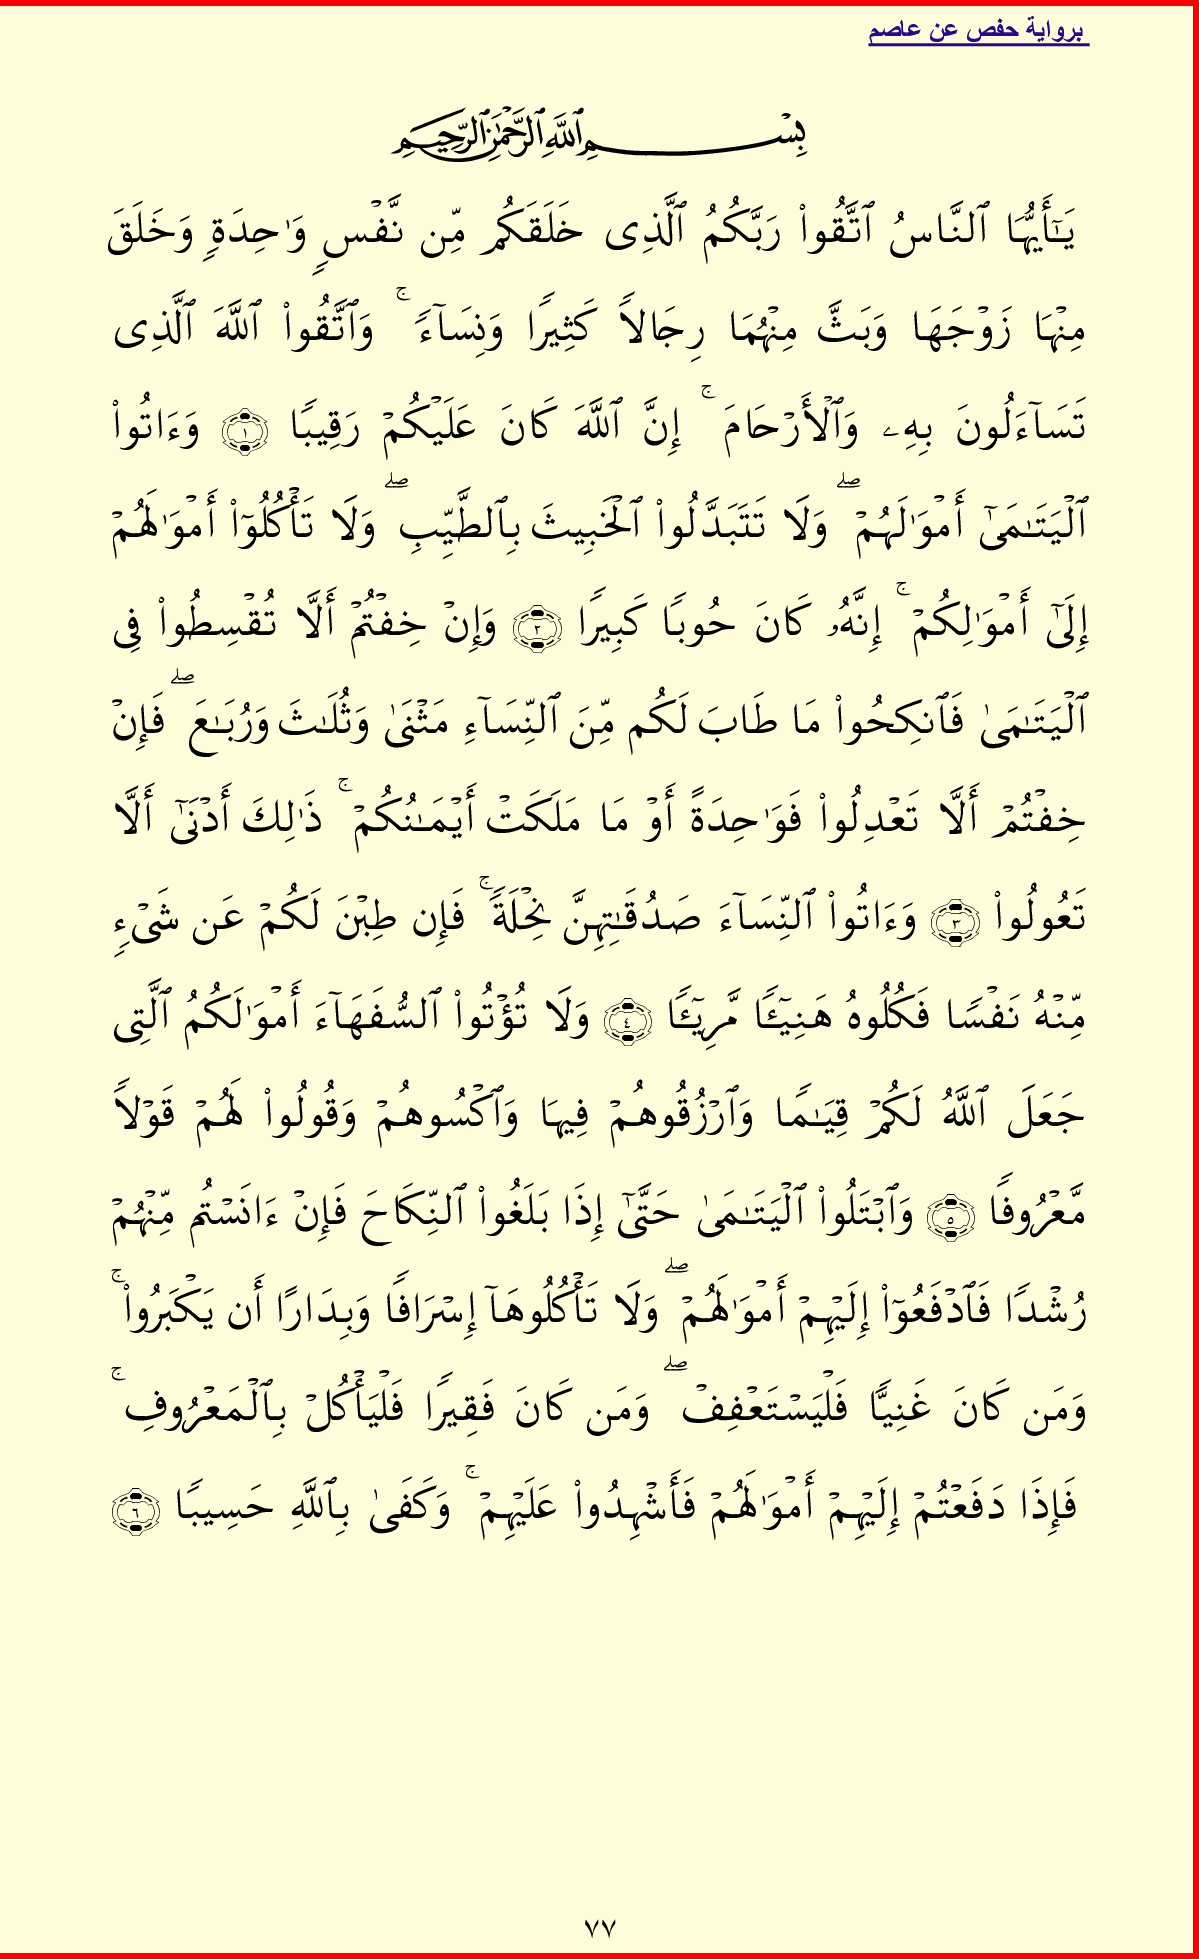 برواية حفص عن عاصم
بِسْمِ ٱللَّهِ ٱلرَّحْمَٰنِ ٱلرَّحِيمِ
يَـٰٓأَيُّهَا ٱلنَّاسُ ٱتَّقُوا۟ رَبَّكُمُ ٱلَّذِى خَلَقَكُم مِّن نَّفْسٍ وَٰحِدَةٍ وَخَلَقَ
مِنْهَا زَوْجَهَا وَبَثَّ مِنْهُمَا رِجَالًا كَثِيرًا وَنِسَآءً ۚ وَٱتَّقُوا۟ ٱللَّهَ ٱلَّذِى
تَسَآءَلُونَ بِهِۦ وَٱلْأَرْحَامَ ۚ إِنَّ ٱللَّهَ كَانَ عَلَيْكُمْ رَقِيبًا ١ وَءَاتُوا۟
ٱلْيَتَـٰمَىٰٓ أَمْوَٰلَهُمْ ۖ وَلَا تَتَبَدَّلُوا۟ ٱلْخَبِيثَ بِٱلطَّيِّبِ ۖ وَلَا تَأْكُلُوٓا۟ أَمْوَٰلَهُمْ
إِلَىٰٓ أَمْوَٰلِكُمْ ۚ إِنَّهُۥ كَانَ حُوبًا كَبِيرًا ٢ وَإِنْ خِفْتُمْ أَلَّا تُقْسِطُوا۟ فِى
ٱلْيَتَـٰمَىٰ فَٱنكِحُوا۟ مَا طَابَ لَكُم مِّنَ ٱلنِّسَآءِ مَثْنَىٰ وَثُلَـٰثَ وَرُبَـٰعَ ۖ فَإِنْ
خِفْتُمْ أَلَّا تَعْدِلُوا۟ فَوَٰحِدَةً أَوْ مَا مَلَكَتْ أَيْمَـٰنُكُمْ ۚ ذَٰلِكَ أَدْنَىٰٓ أَلَّا
تَعُولُوا۟ ٣ وَءَاتُوا۟ ٱلنِّسَآءَ صَدُقَـٰتِهِنَّ نِحْلَةً ۚ فَإِن طِبْنَ لَكُمْ عَن شَىْءٍ
مِّنْهُ نَفْسًا فَكُلُوهُ هَنِيٓـًٔا مَّرِيٓـًٔا ٤ وَلَا تُؤْتُوا۟ ٱلسُّفَهَآءَ أَمْوَٰلَكُمُ ٱلَّتِى
جَعَلَ ٱللَّهُ لَكُمْ قِيَـٰمًا وَٱرْزُقُوهُمْ فِيهَا وَٱكْسُوهُمْ وَقُولُوا۟ لَهُمْ قَوْلًا
مَّعْرُوفًا ٥ وَٱبْتَلُوا۟ ٱلْيَتَـٰمَىٰ حَتَّىٰٓ إِذَا بَلَغُوا۟ ٱلنِّكَاحَ فَإِنْ ءَانَسْتُم مِّنْهُمْ
رُشْدًا فَٱدْفَعُوٓا۟ إِلَيْهِمْ أَمْوَٰلَهُمْ ۖ وَلَا تَأْكُلُوهَآ إِسْرَافًا وَبِدَارًا أَن يَكْبَرُوا۟ ۚ
وَمَن كَانَ غَنِيًّا فَلْيَسْتَعْفِفْ ۖ وَمَن كَانَ فَقِيرًا فَلْيَأْكُلْ بِٱلْمَعْرُوفِ ۚ
فَإِذَا دَفَعْتُمْ إِلَيْهِمْ أَمْوَٰلَهُمْ فَأَشْهِدُوا۟ عَلَيْهِمْ ۚ وَكَفَىٰ بِٱللَّهِ حَسِيبًا ٦
٧٧